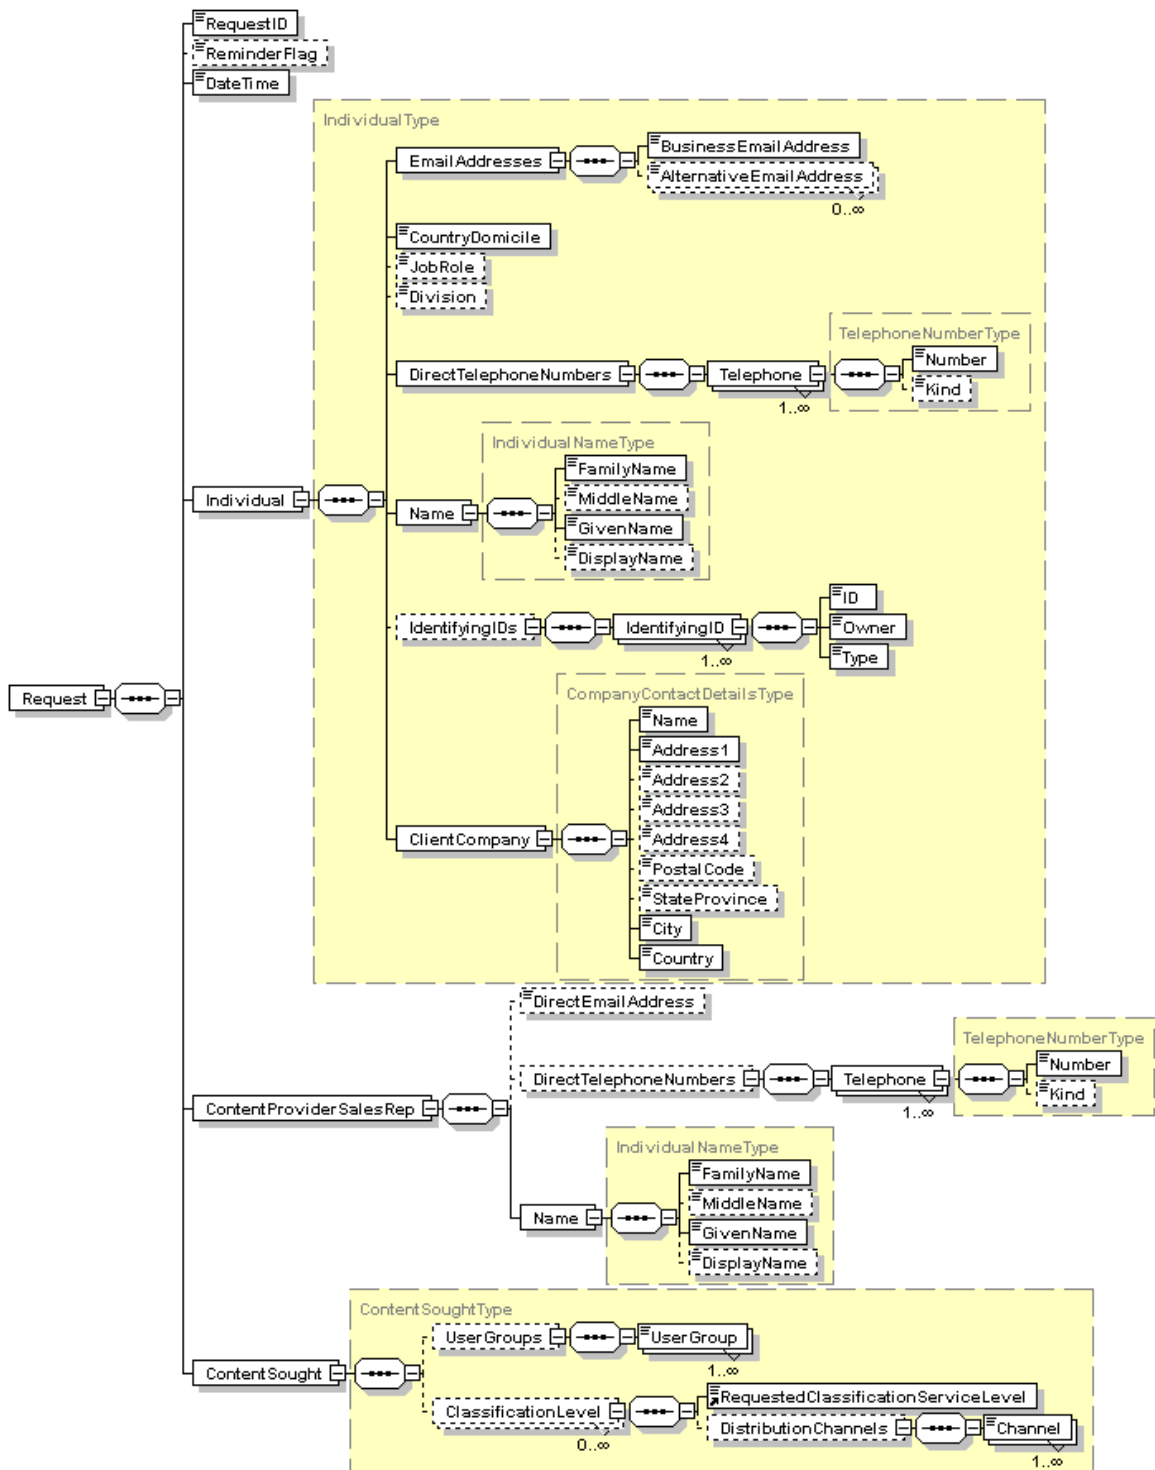 RequestID
ReminderFlag
DateTime
IndividualType
EmailAddresses
BusinessEmailAddress
AlternativeEmailAddress
0..∞
CountryDomicile
JobRole
Division
TelephoneNumberType
DirectTelephoneNumbers
Telephone
1..∞
Number
Kind
IndividualNameType
Individual
Name
FamilyName
MiddleName
GivenName
DisplayName
IdentifyingIDs
IdentifyingID
1..∞
ID
Owner
Type
Request
CompanyContactDetailsType
ClientCompany
Name
Address1
Address2
Address3
Address4
PostalCode
StateProvince
City
Country
DirectEmailAddress
TelephoneNumberType
DirectTelephoneNumbers
Telephone
1..∞
Number
Kind
ContentProviderSalesRep
IndividualNameType
Name
FamilyName
MiddleName
GivenName
DisplayName
ContentSoughtType
UserGroups
UserGroup
1..∞
ContentSought
ClassificationLevel
0..∞
RequestedClassificationServiceLevel
DistributionChannels
Channel
1..∞